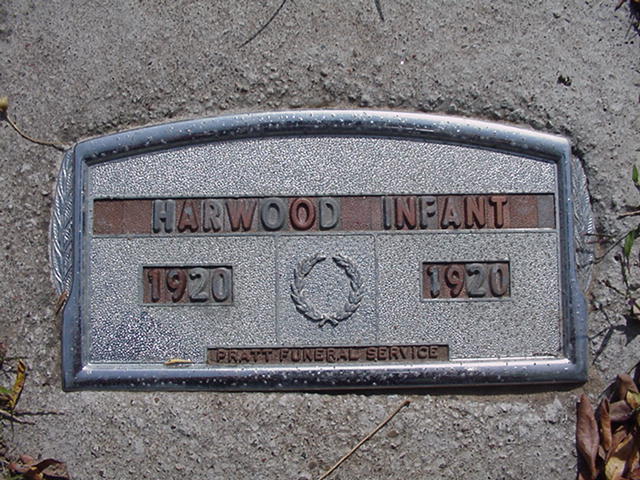 HARWOOD INFANT
1920 1920
PRATT FUNERAL SERVICE